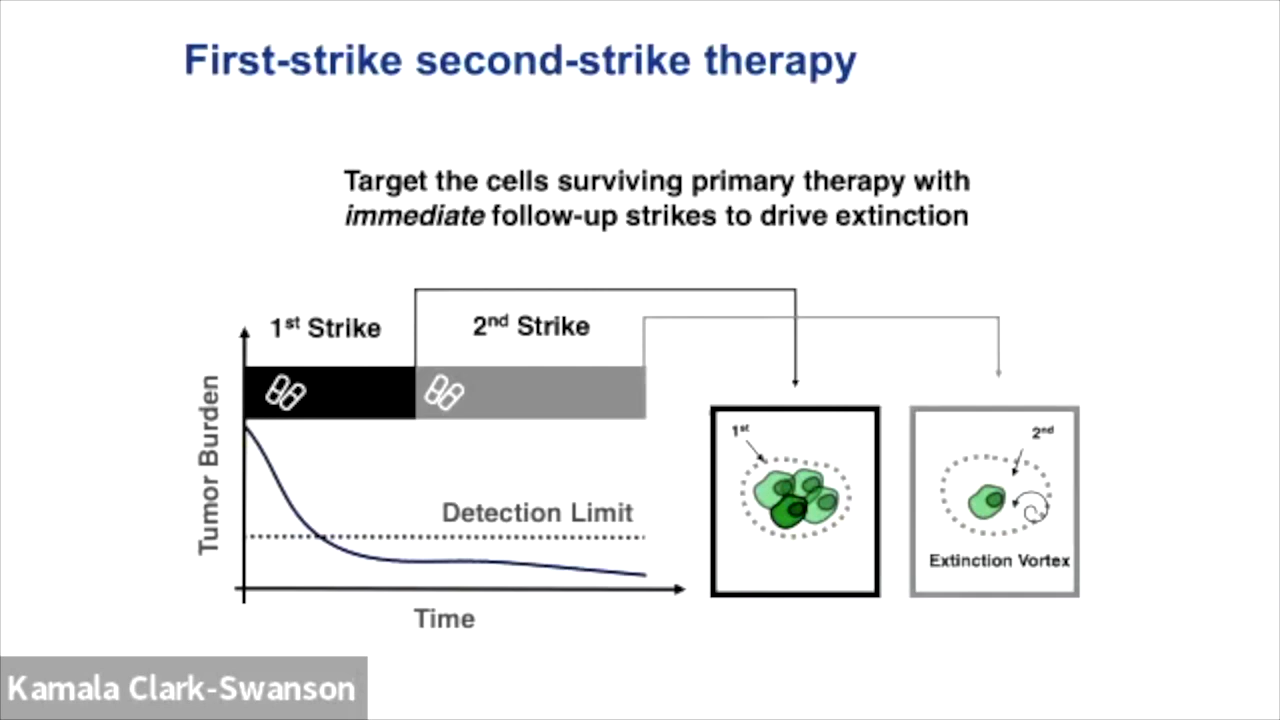 First-strike second-strike therapy
Target the cells surviving primary therapy with
immediate follow-up strikes to drive extinction
1st Strike
2nd Strike
Tumor Burden
Detection Limit
Time
1st
2nd
Extinction Vortex
Kamala Clark-Swanson